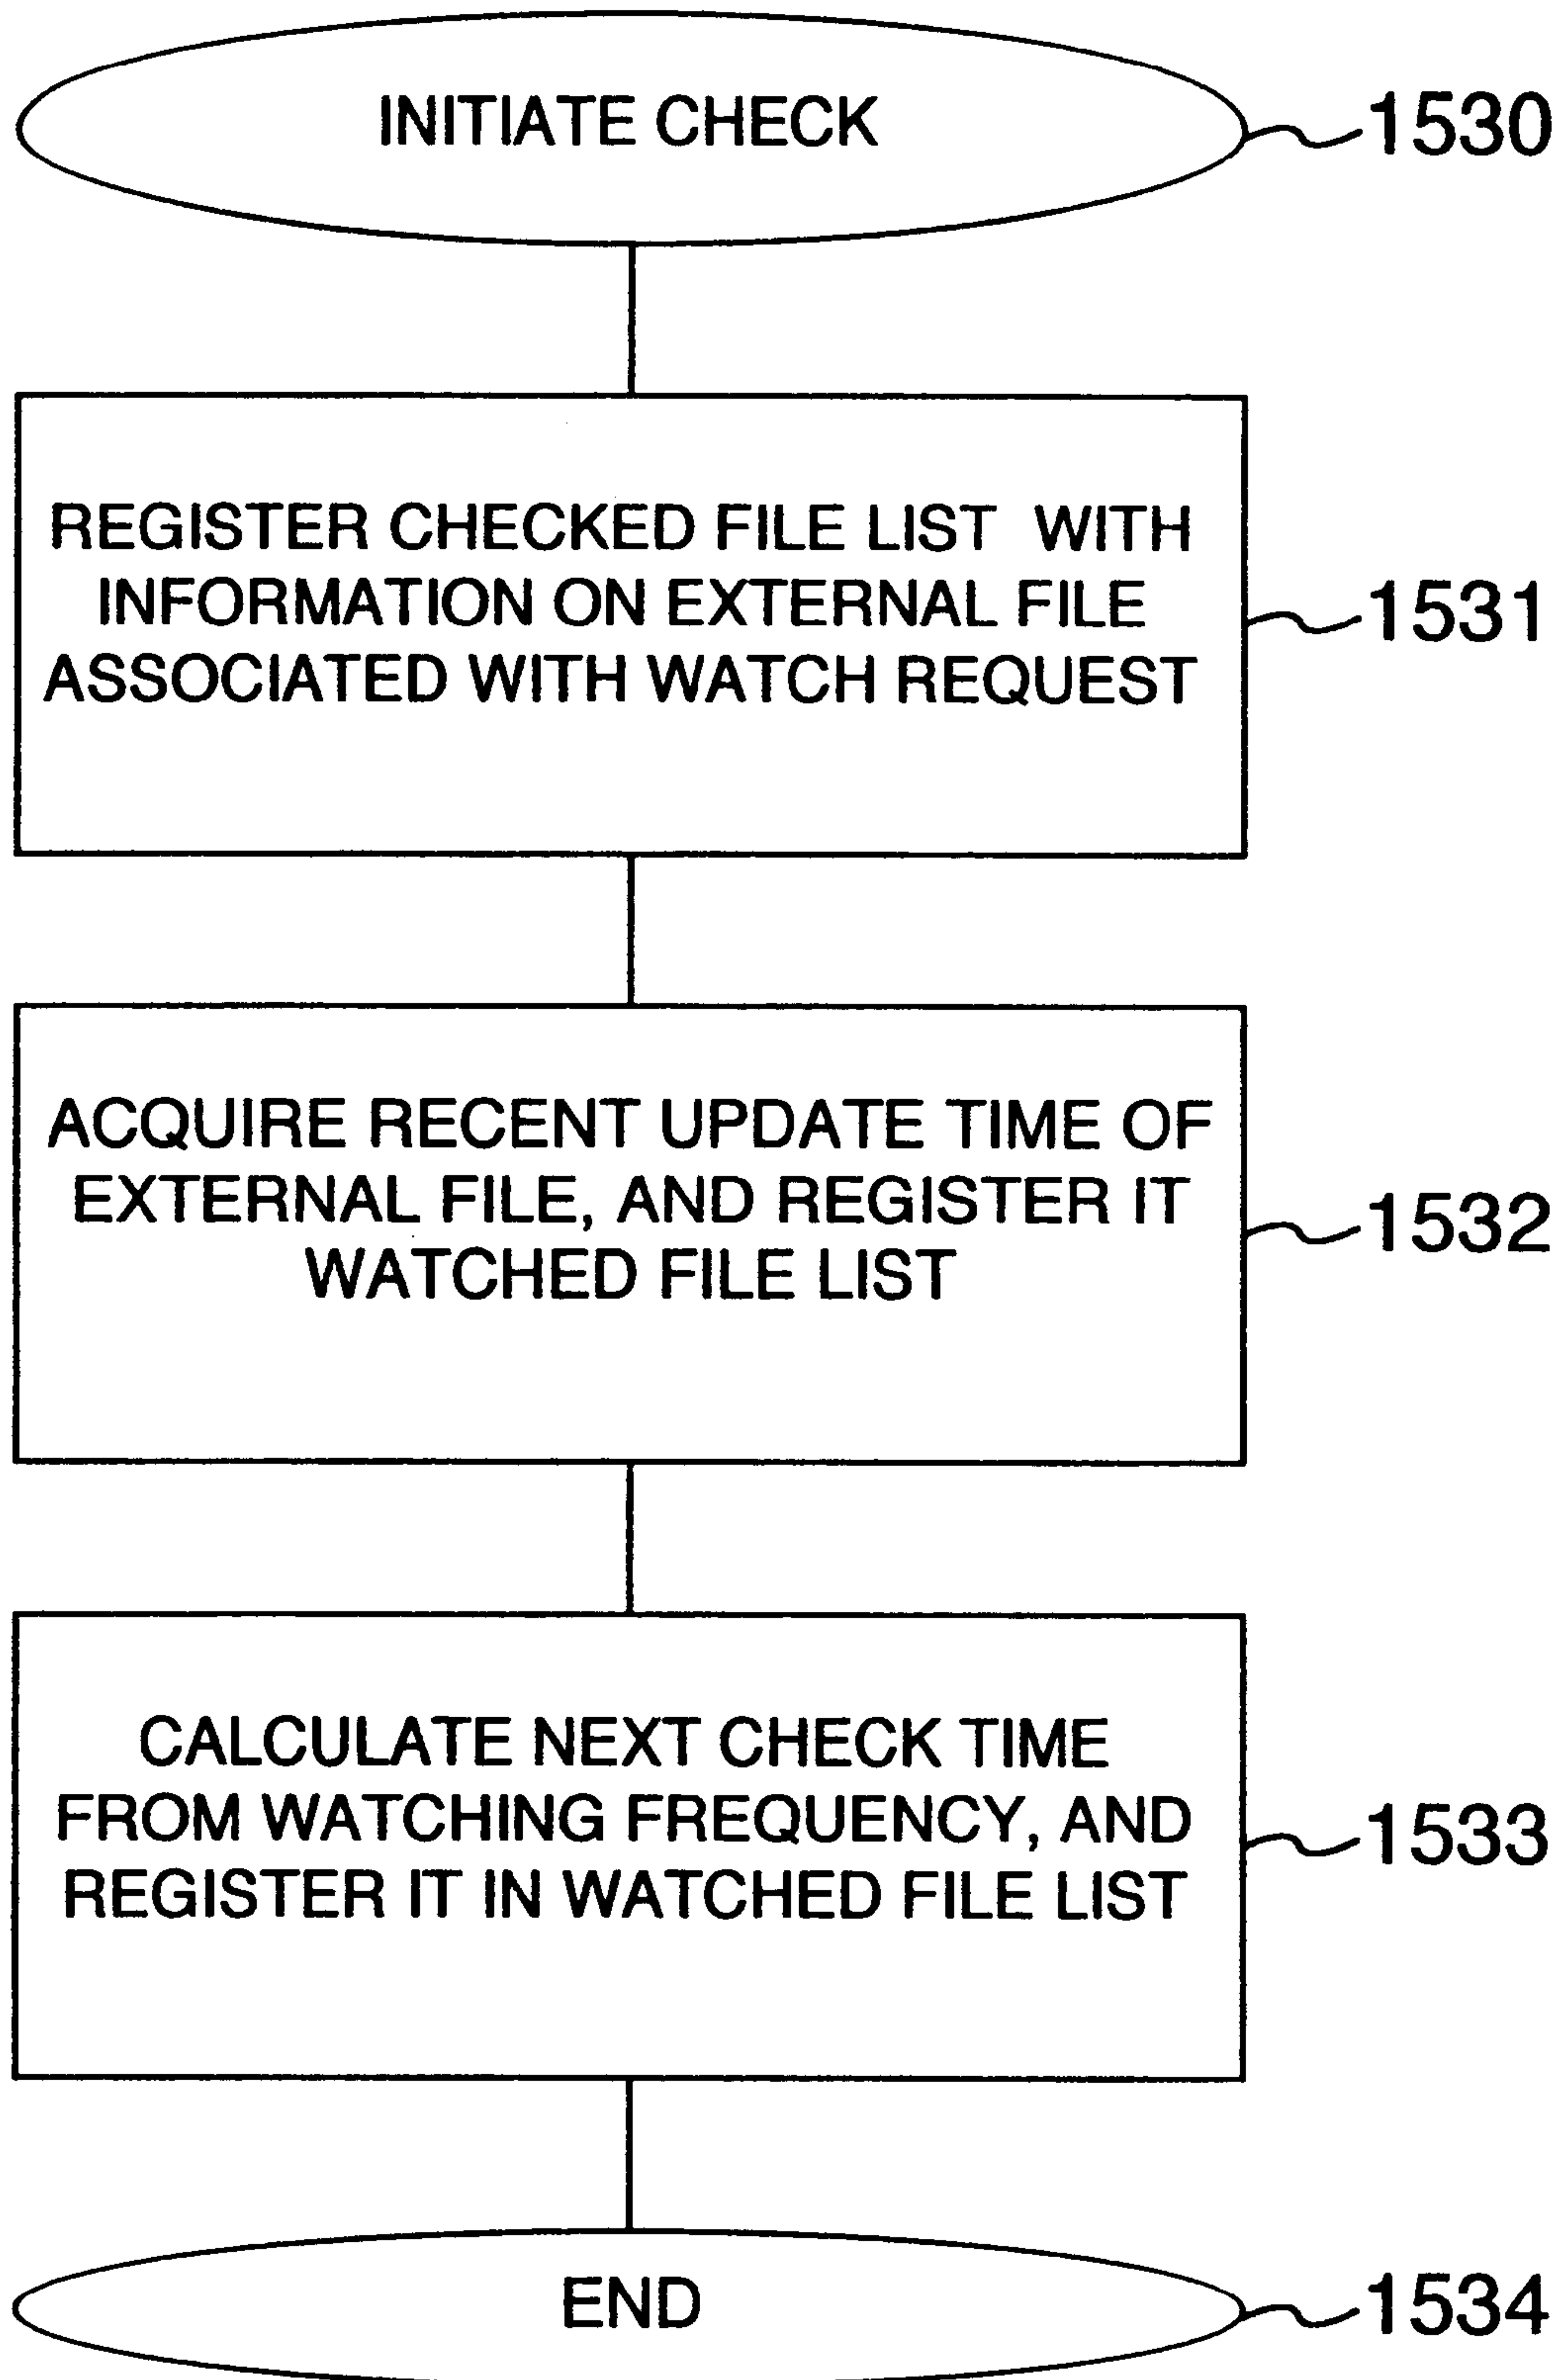 INITIATE CHECK
1530
REGISTER CHECKED FILE LIST WITH
INFORMATION ON EXTERNAL FILE
ASSOCIATED WITH WATCH REQUEST
1531
ACQUIRE RECENT UPDATE TIME OF
EXTERNAL FILE, AND REGISTER IT
WATCHED FILE LIST
1532
CALCULATE NEXT CHECK TIME
FROM WATCHING FREQUENCY, AND
REGISTER IT IN WATCHED FILE LIST
1533
END
1534